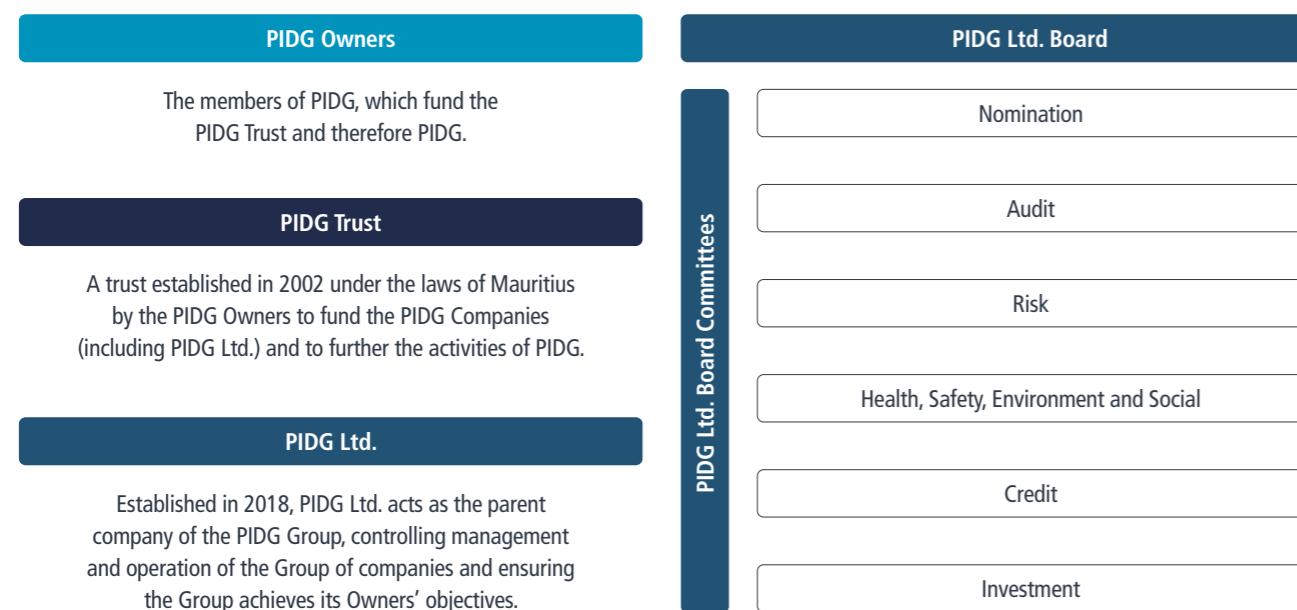 PIDG Owners
The members of PIDG, which fund the
PIDG Trust and therefore PIDG.
PIDG Trust
A trust established in 2002 under the laws of Mauritius
by the PIDG Owners to fund the PIDG Companies
(including PIDG Ltd.) and to further the activities of PIDG.
PIDG Ltd.
Established in 2018, PIDG Ltd. acts as the parent
company of the PIDG Group, controlling management
and operation of the Group of companies and ensuring
the Group achieves its Owners’ objectives.
PIDG Ltd. Board
PIDG Ltd. Board Committees
Nomination
Audit
Risk
Health, Safety, Environment and Social
Credit
Investment